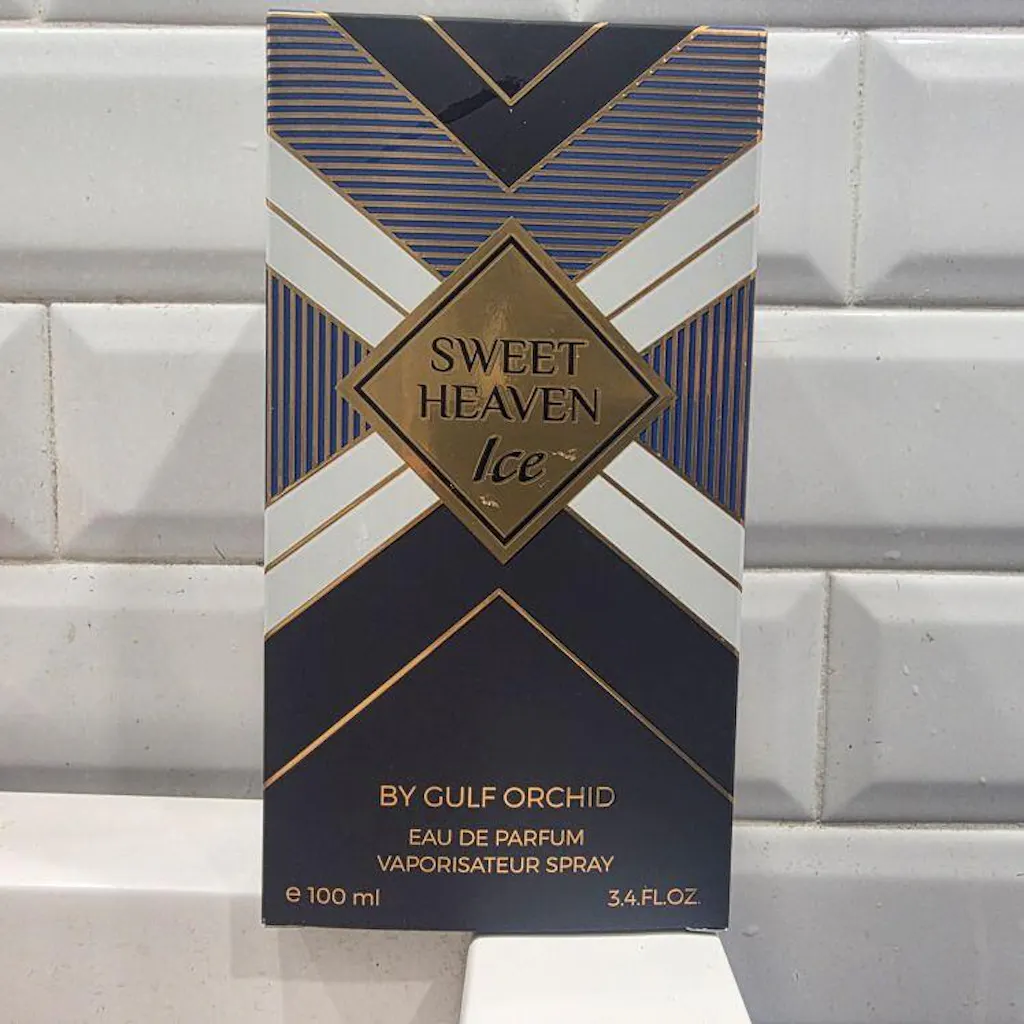 SWEET
HEAVEN
Ice
BY GULF ORCHID
EAU DE PARFUM
VAPORISATEUR SPRAY
℮ 100 ml
3.4.FL.OZ.